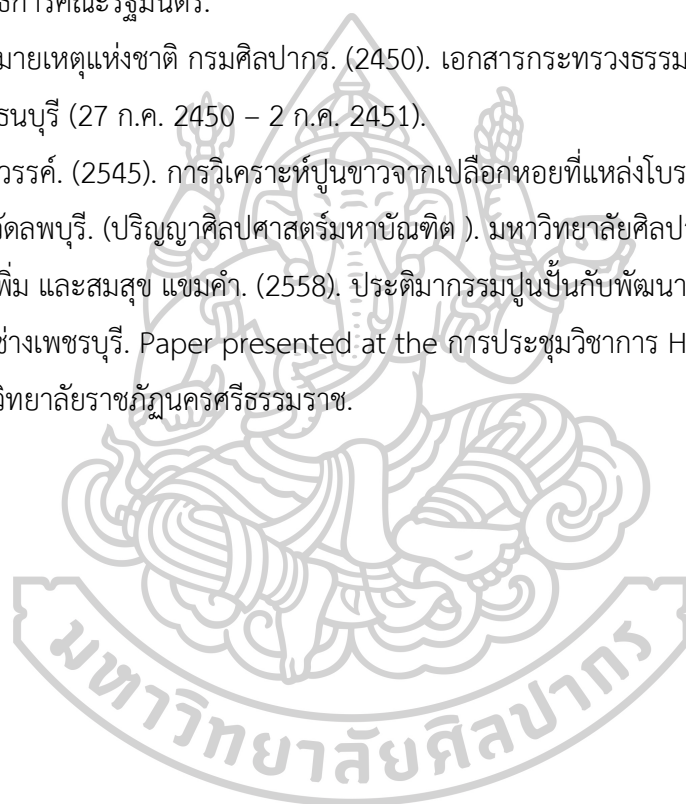 ธิการคณะรัฐมนตรี.
มายเหตุแห่งชาติ กรมศิลปากร. (2450). เอกสารกระทรวงธรรม
ธนบุรี (27 ก.ค. 2450 – 2 ก.ค. 2451).
วรรค์. (2545). การวิเคราะห์ปูนขาวจากเปลือกหอยที่แหล่งโบร
ัดลพบุรี. (ปริญญาศิลปศาสตร์มหาบัณฑิต ). มหาวิทยาลัยศิลป
พิ่ม และสมสุข แขมคำ. (2558). ประติมากรรมปูนปั้นกับพัฒนา
ช่างเพชรบุรี. Paper presented at the การประชุมวิชาการ H
วิทยาลัยราชภัฏนครศรีธรรมราช.
มหาวิทยาลัยศิลปากร